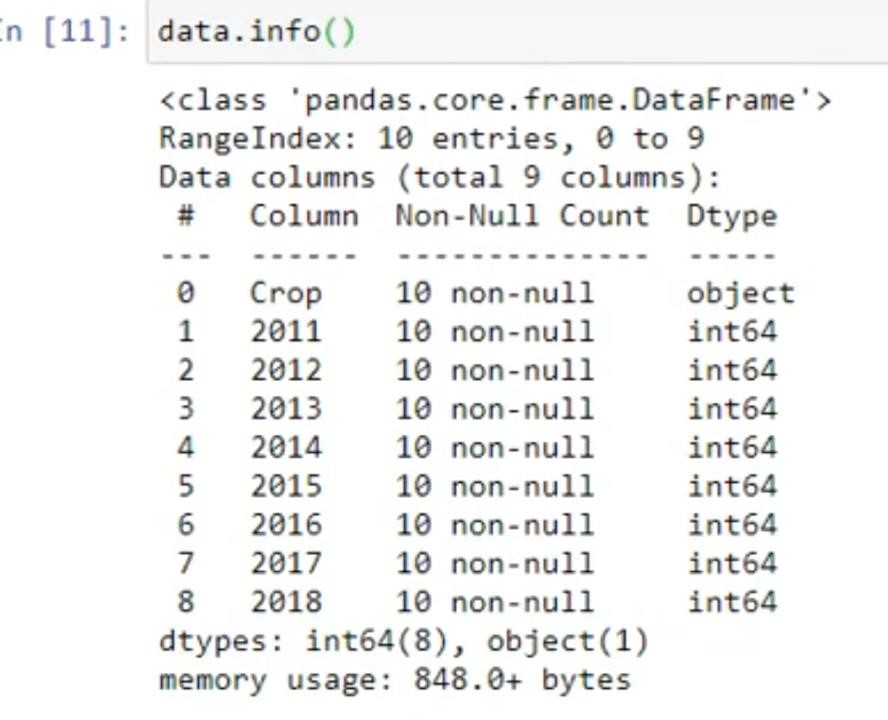 In [11]: data.info()
<class 'pandas.core.frame.DataFrame'>
RangeIndex: 10 entries, 0 to 9
Data columns (total 9 columns):
 #   Column  Non-Null Count  Dtype
---  ------  --------------  -----
 0   Crop    10 non-null     object
 1   2011    10 non-null     int64
 2   2012    10 non-null     int64
 3   2013    10 non-null     int64
 4   2014    10 non-null     int64
 5   2015    10 non-null     int64
 6   2016    10 non-null     int64
 7   2017    10 non-null     int64
 8   2018    10 non-null     int64
dtypes: int64(8), object(1)
memory usage: 848.0+ bytes